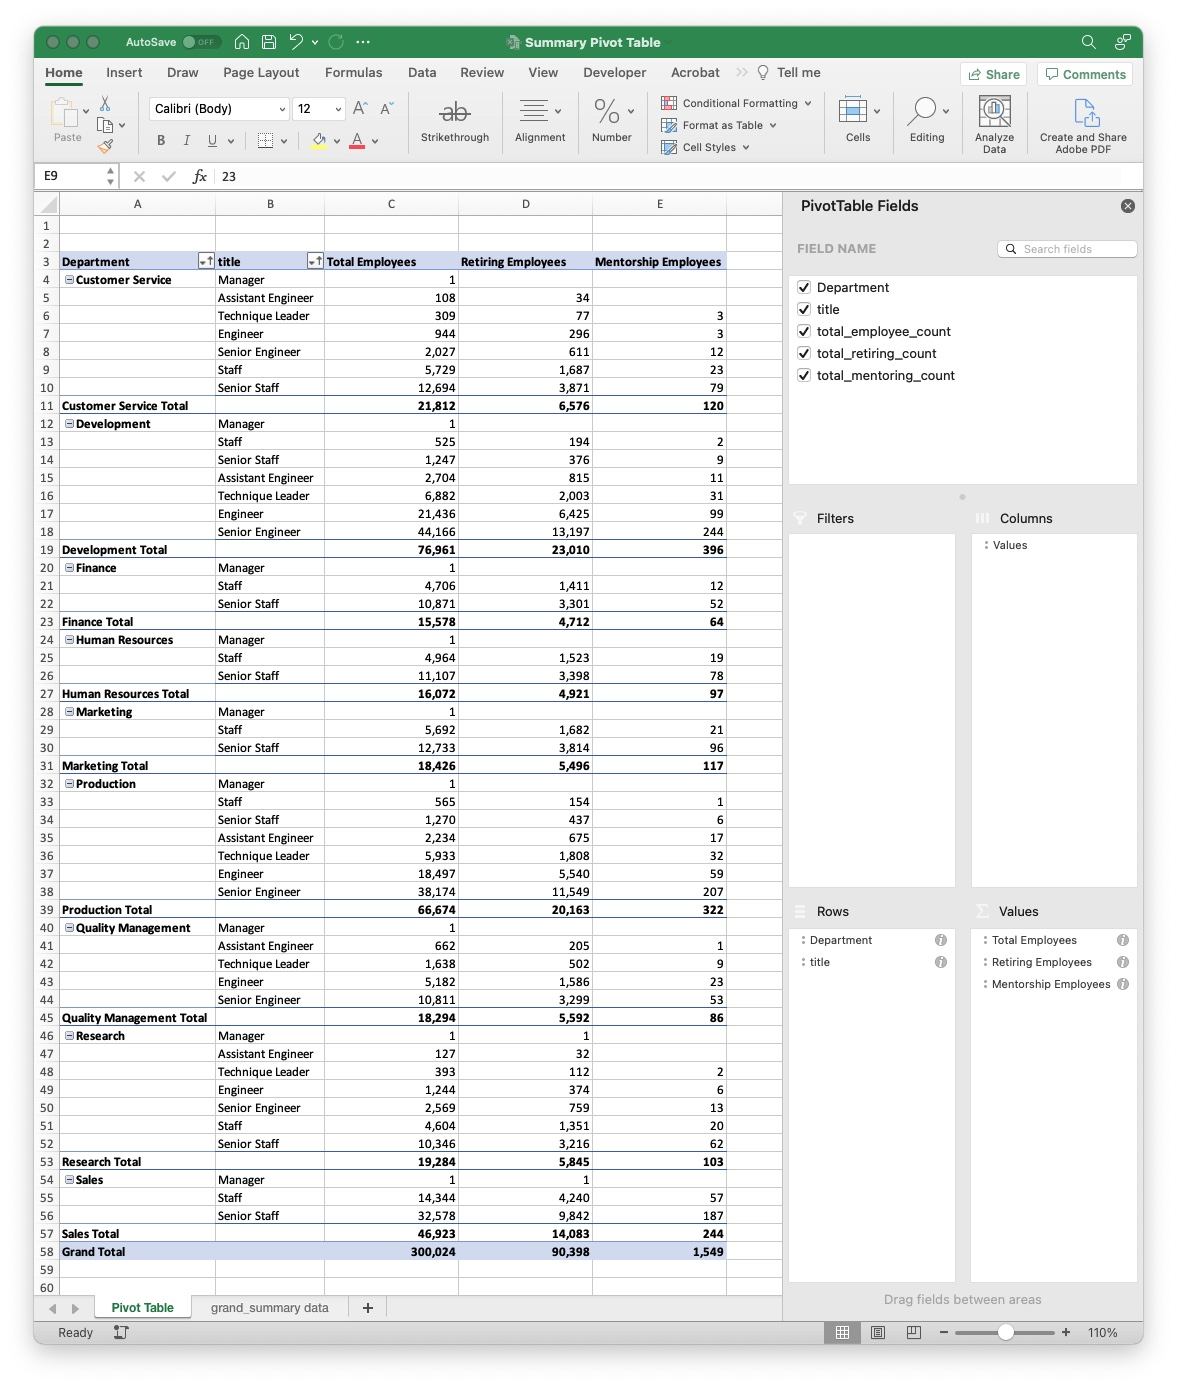 AutoSave OFF Summary Pivot Table
Home Insert Draw Page Layout Formulas Data Review View Developer Acrobat Tell me Share Comments
Paste Calibri (Body) 12 B I U Strikethrough Alignment Number Conditional Formatting Format as Table Cell Styles Cells Editing Analyze Data Create and Share Adobe PDF
E9 fx 23
A B C D E
1
2
3 Department title Total Employees Retiring Employees Mentorship Employees
4 Customer Service Manager 1
5 Assistant Engineer 108 34
6 Technique Leader 309 77 3
7 Engineer 944 296 3
8 Senior Engineer 2,027 611 12
9 Staff 5,729 1,687 23
10 Senior Staff 12,694 3,871 79
11 Customer Service Total 21,812 6,576 120
12 Development Manager 1
13 Staff 525 194 2
14 Senior Staff 1,247 376 9
15 Assistant Engineer 2,704 815 11
16 Technique Leader 6,882 2,003 31
17 Engineer 21,436 6,425 99
18 Senior Engineer 44,166 13,197 244
19 Development Total 76,961 23,010 396
20 Finance Manager 1
21 Staff 4,706 1,411 12
22 Senior Staff 10,871 3,301 52
23 Finance Total 15,578 4,712 64
24 Human Resources Manager 1
25 Staff 4,964 1,523 19
26 Senior Staff 11,107 3,398 78
27 Human Resources Total 16,072 4,921 97
28 Marketing Manager 1
29 Staff 5,692 1,682 21
30 Senior Staff 12,733 3,814 96
31 Marketing Total 18,426 5,496 117
32 Production Manager 1
33 Staff 565 154 1
34 Senior Staff 1,270 437 6
35 Assistant Engineer 2,234 675 17
36 Technique Leader 5,933 1,808 32
37 Engineer 18,497 5,540 59
38 Senior Engineer 38,174 11,549 207
39 Production Total 66,674 20,163 322
40 Quality Management Manager 1
41 Assistant Engineer 662 205 1
42 Technique Leader 1,638 502 9
43 Engineer 5,182 1,586 23
44 Senior Engineer 10,811 3,299 53
45 Quality Management Total 18,294 5,592 86
46 Research Manager 1 1
47 Assistant Engineer 127 32
48 Technique Leader 393 112 2
49 Engineer 1,244 374 6
50 Senior Engineer 2,569 759 13
51 Staff 4,604 1,351 20
52 Senior Staff 10,346 3,216 62
53 Research Total 19,284 5,845 103
54 Sales Manager 1 1
55 Staff 14,344 4,240 57
56 Senior Staff 32,578 9,842 187
57 Sales Total 46,923 14,083 244
58 Grand Total 300,024 90,398 1,549
59
60
PivotTable Fields
FIELD NAME Search fields
Department
title
total_employee_count
total_retiring_count
total_mentoring_count
Filters Columns
Values
Rows Values
Department Total Employees
title Retiring Employees
Mentorship Employees
Drag fields between areas
Pivot Table grand_summary data +
Ready 110%